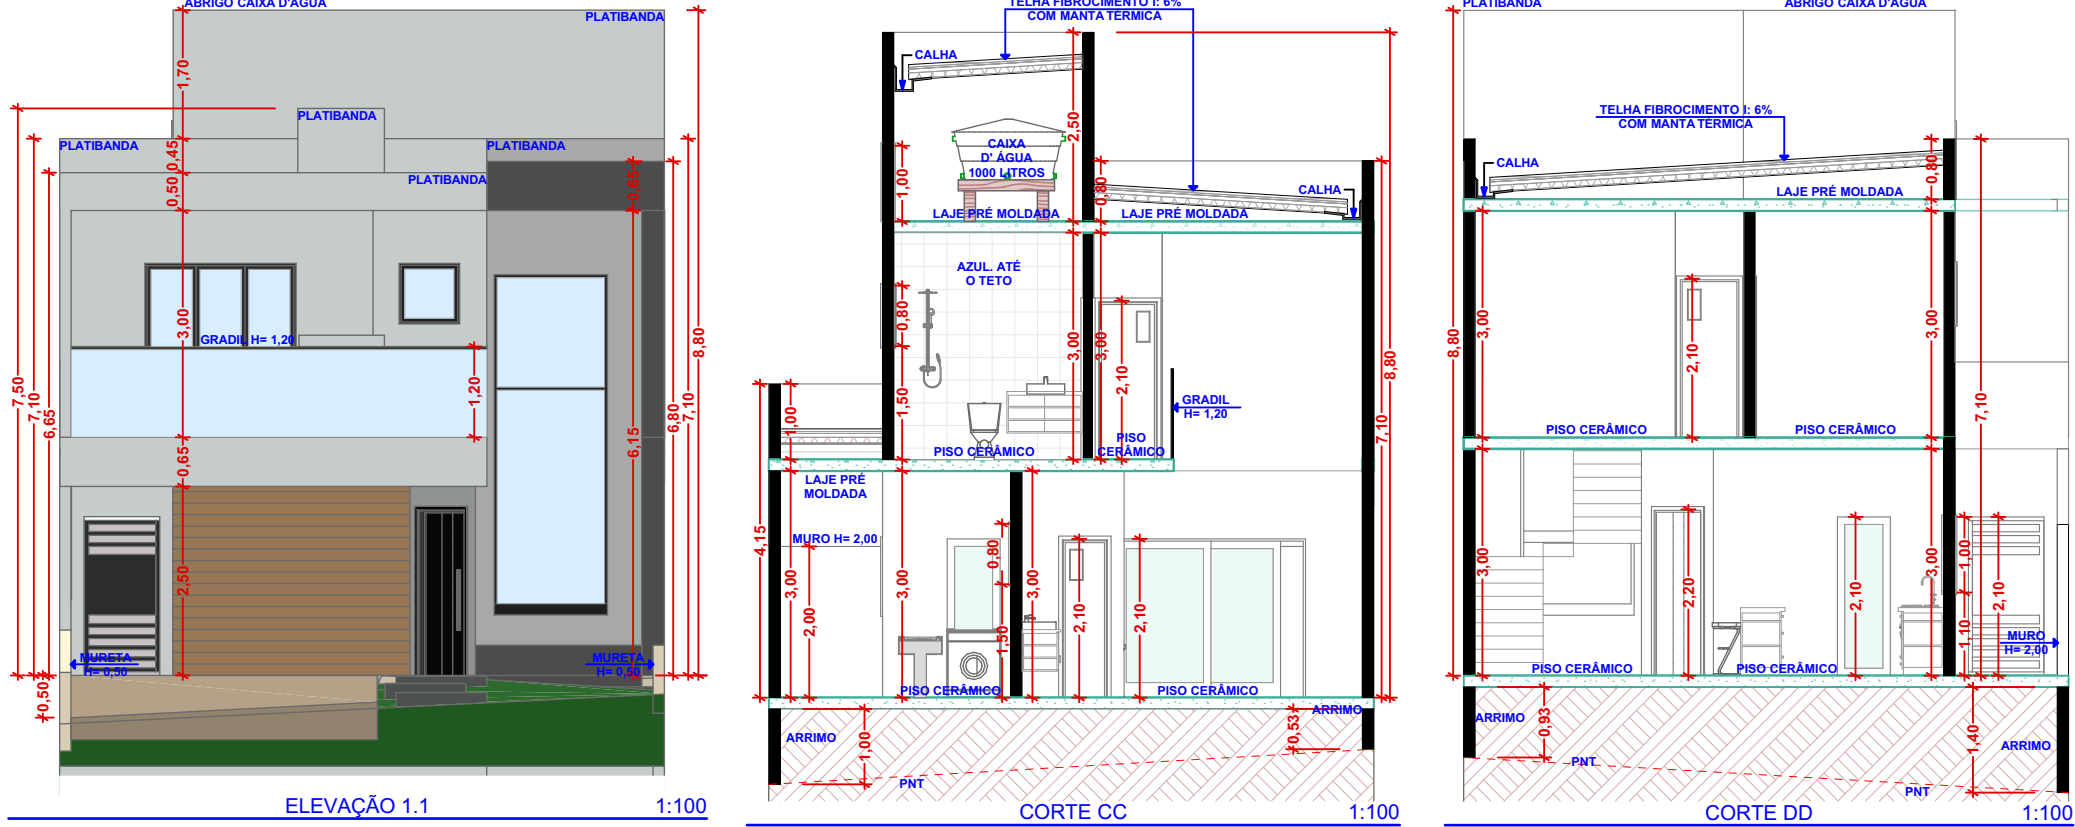 ABRIGO CAIXA D'ÁGUA
PLATIBANDA
1,70
7,50
7,10
6,65
PLATIBANDA
PLATIBANDA
PLATIBANDA
PLATIBANDA
0,45
0,50
0,65
3,00
GRADIL H= 1,20
1,20
0,65
2,50
6,15
6,80
7,10
8,80
MURETA
H= 0,50
MURETA
H= 0,50
0,50
ELEVAÇÃO 1.1
1:100
TELHA FIBROCIMENTO I: 6%
COM MANTA TÉRMICA
CALHA
2,50
CAIXA
D' ÁGUA
1000 LITROS
1,00
0,80
CALHA
LAJE PRÉ MOLDADA
LAJE PRÉ MOLDADA
AZUL. ATÉ
O TETO
0,80
3,00
3,00
2,10
1,50
GRADIL
H= 1,20
8,80
7,10
1,00
PISO CERÂMICO
PISO
CERÂMICO
LAJE PRÉ
MOLDADA
4,15
MURO H= 2,00
3,00
2,00
3,00
0,80
1,50
3,00
2,10
2,10
PISO CERÂMICO
PISO CERÂMICO
ARRIMO
1,00
0,53
ARRIMO
PNT
CORTE CC
1:100
PLATIBANDA
ABRIGO CAIXA D'ÁGUA
TELHA FIBROCIMENTO I: 6%
COM MANTA TÉRMICA
CALHA
0,80
LAJE PRÉ MOLDADA
8,80
3,00
2,10
3,00
7,10
PISO CERÂMICO
PISO CERÂMICO
3,00
2,20
2,10
3,00
1,00
1,10
2,10
MURO
H= 2,00
PISO CERÂMICO
PISO CERÂMICO
ARRIMO
0,93
1,40
ARRIMO
PNT
PNT
CORTE DD
1:100